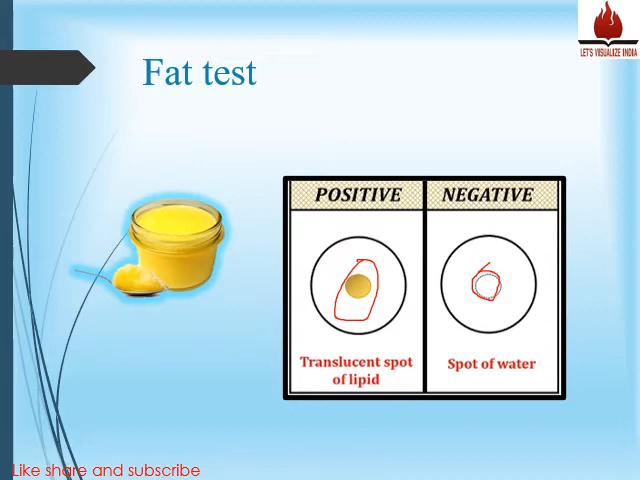 LET'S VISUALIZE INDIA
Fat test
POSITIVE
NEGATIVE
Translucent spot
of lipid
Spot of water
Like share and subscribe